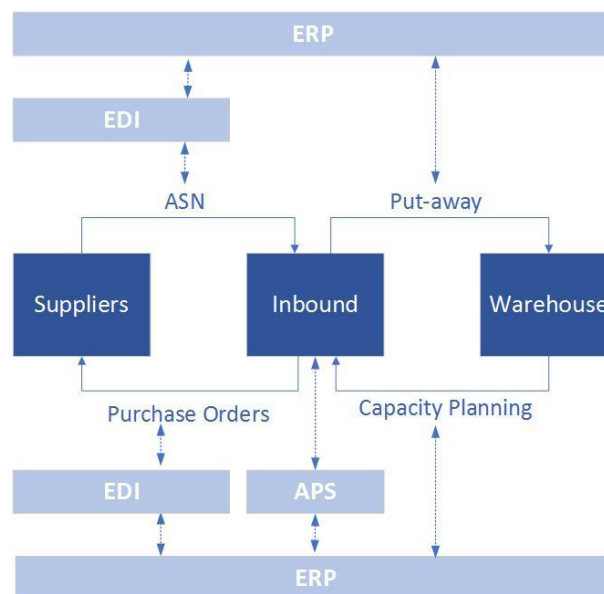 ERP
EDI
ASN
Put-away
Suppliers
Inbound
Warehouse
Purchase Orders
Capacity Planning
EDI
APS
ERP